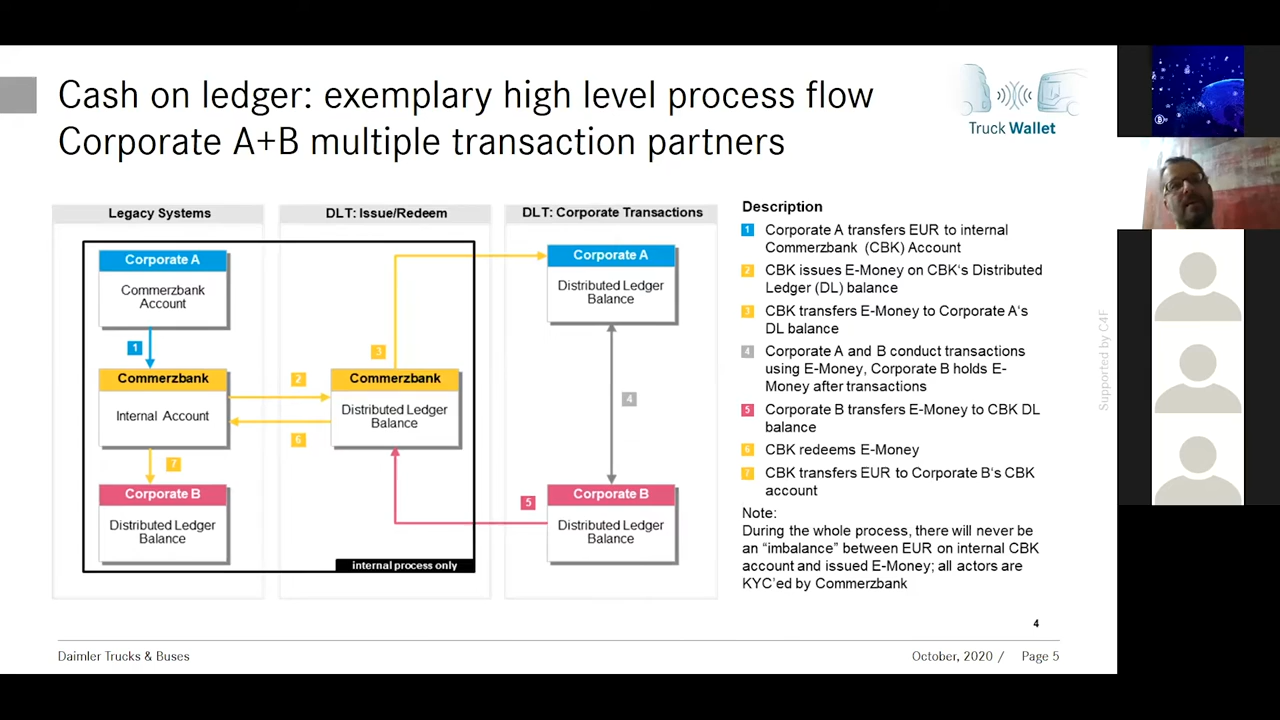 Cash on ledger: exemplary high level process flow
Corporate A+B multiple transaction partners
Truck Wallet
Legacy Systems
DLT: Issue/Redeem
DLT: Corporate Transactions
Corporate A
Commerzbank
Account
1
Commerzbank
Internal Account
7
Corporate B
Distributed Ledger
Balance
2
6
3
Commerzbank
Distributed Ledger
Balance
internal process only
Corporate A
Distributed Ledger
Balance
4
5
Corporate B
Distributed Ledger
Balance
Description
1 Corporate A transfers EUR to internal
Commerzbank (CBK) Account
2 CBK issues E-Money on CBK‘s Distributed
Ledger (DL) balance
3 CBK transfers E-Money to Corporate A‘s
DL balance
4 Corporate A and B conduct transactions
using E-Money, Corporate B holds E-
Money after transactions
5 Corporate B transfers E-Money to CBK DL
balance
6 CBK redeems E-Money
7 CBK transfers EUR to Corporate B‘s CBK
account
Note:
During the whole process, there will never be
an “imbalance” between EUR on internal CBK
account and issued E-Money; all actors are
KYC’ed by Commerzbank
Supported by C4F
4
Daimler Trucks & Buses
October, 2020 / Page 5